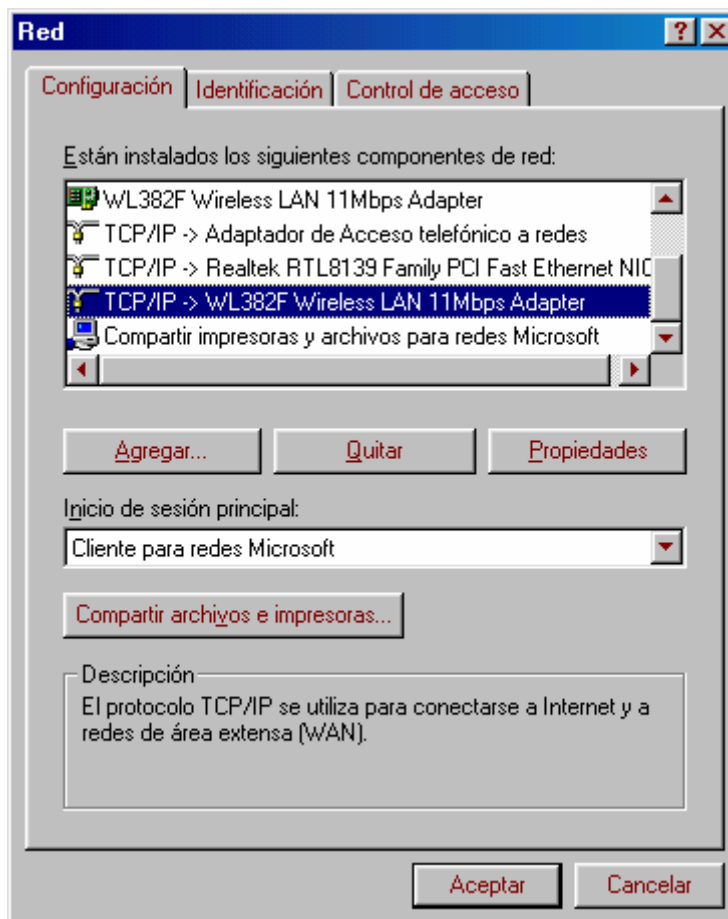 Red
Configuración Identificación Control de acceso
Están instalados los siguientes componentes de red:
WL382F Wireless LAN 11Mbps Adapter
TCP/IP -> Adaptador de Acceso telefónico a redes
TCP/IP -> Realtek RTL8139 Family PCI Fast Ethernet NIC
TCP/IP -> WL382F Wireless LAN 11Mbps Adapter
Compartir impresoras y archivos para redes Microsoft
Agregar... Quitar Propiedades
Inicio de sesión principal:
Cliente para redes Microsoft
Compartir archivos e impresoras...
Descripción
El protocolo TCP/IP se utiliza para conectarse a Internet y a
redes de área extensa (WAN).
Aceptar Cancelar